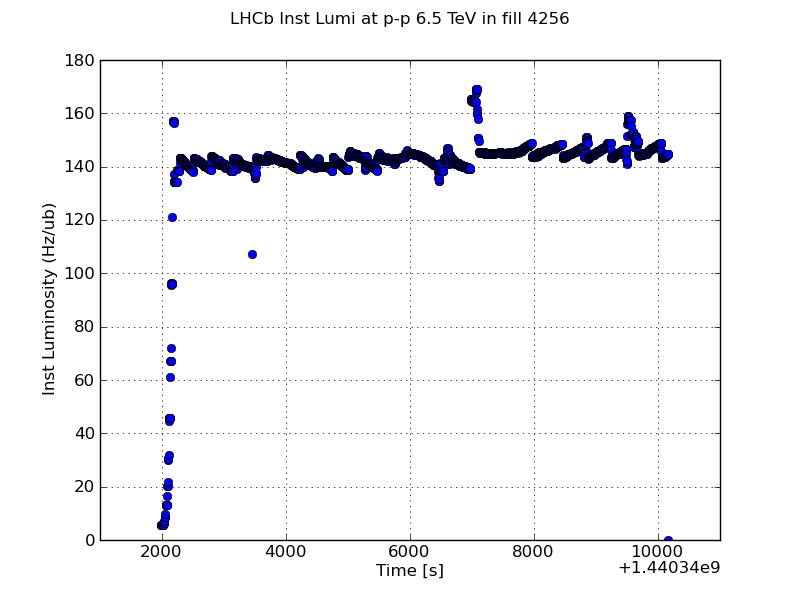 LHCb Inst Lumi at p-p 6.5 TeV in fill 4256
180
160
140
120
100
80
60
40
20
0
Inst Luminosity (Hz/ub)
2000 4000 6000 8000 10000
+1.44034e9
Time [s]